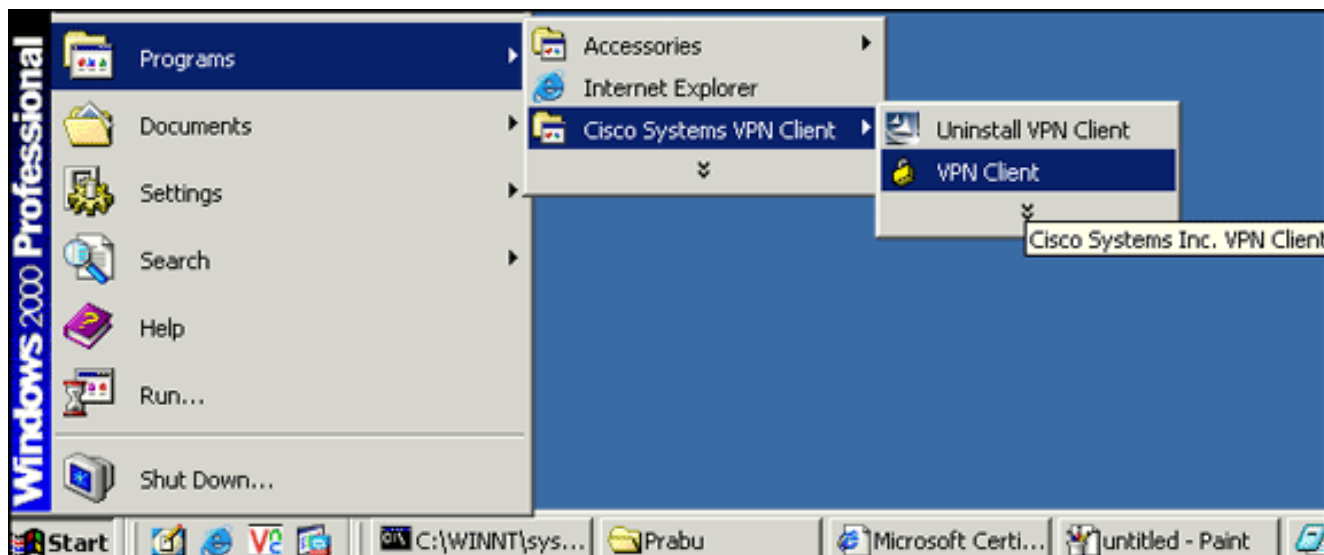 Windows 2000 Professional
Programs
Documents
Settings
Search
Help
Run...
Shut Down...
Accessories
Internet Explorer
Cisco Systems VPN Client
Uninstall VPN Client
VPN Client
Cisco Systems Inc. VPN Client
Start
C:\WINNT\sys...
Prabu
Microsoft Certi...
untitled - Paint